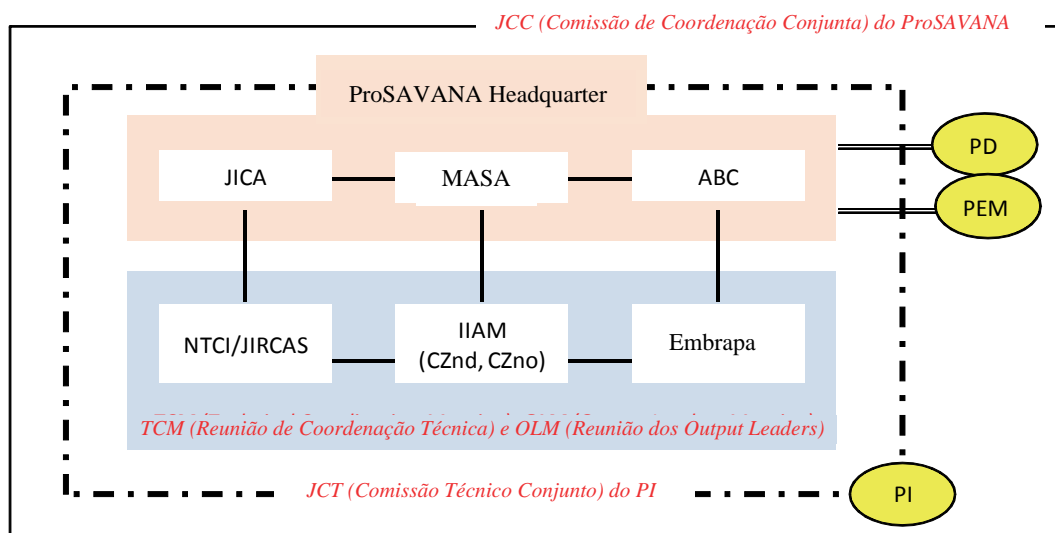 JCC (Comissão de Coordenação Conjunta) do ProSAVANA
ProSAVANA Headquarter
JICA
MASA
ABC
PD
PEM
NTCI/JIRCAS
IIAM
(CZnd, CZno)
Embrapa
TCM (Reunião de Coordenação Técnica) e OLM (Reunião dos Output Leaders)
JCT (Comissão Técnico Conjunto) do PI
PI